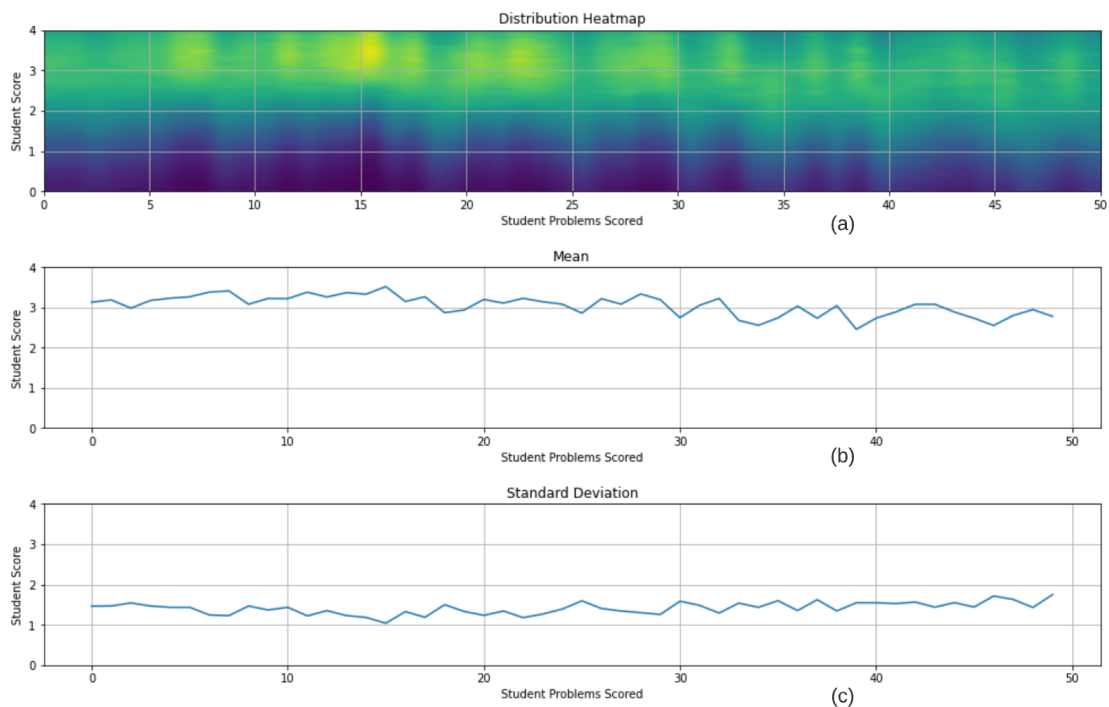 Distribution Heatmap
4
3
2
1
0
Student Score
0 5 10 15 20 25 30 35 40 45 50
Student Problems Scored
(a)
Mean
4
3
2
1
0
Student Score
0 10 20 30 40 50
Student Problems Scored
(b)
Standard Deviation
4
3
2
1
0
Student Score
0 10 20 30 40 50
Student Problems Scored
(c)